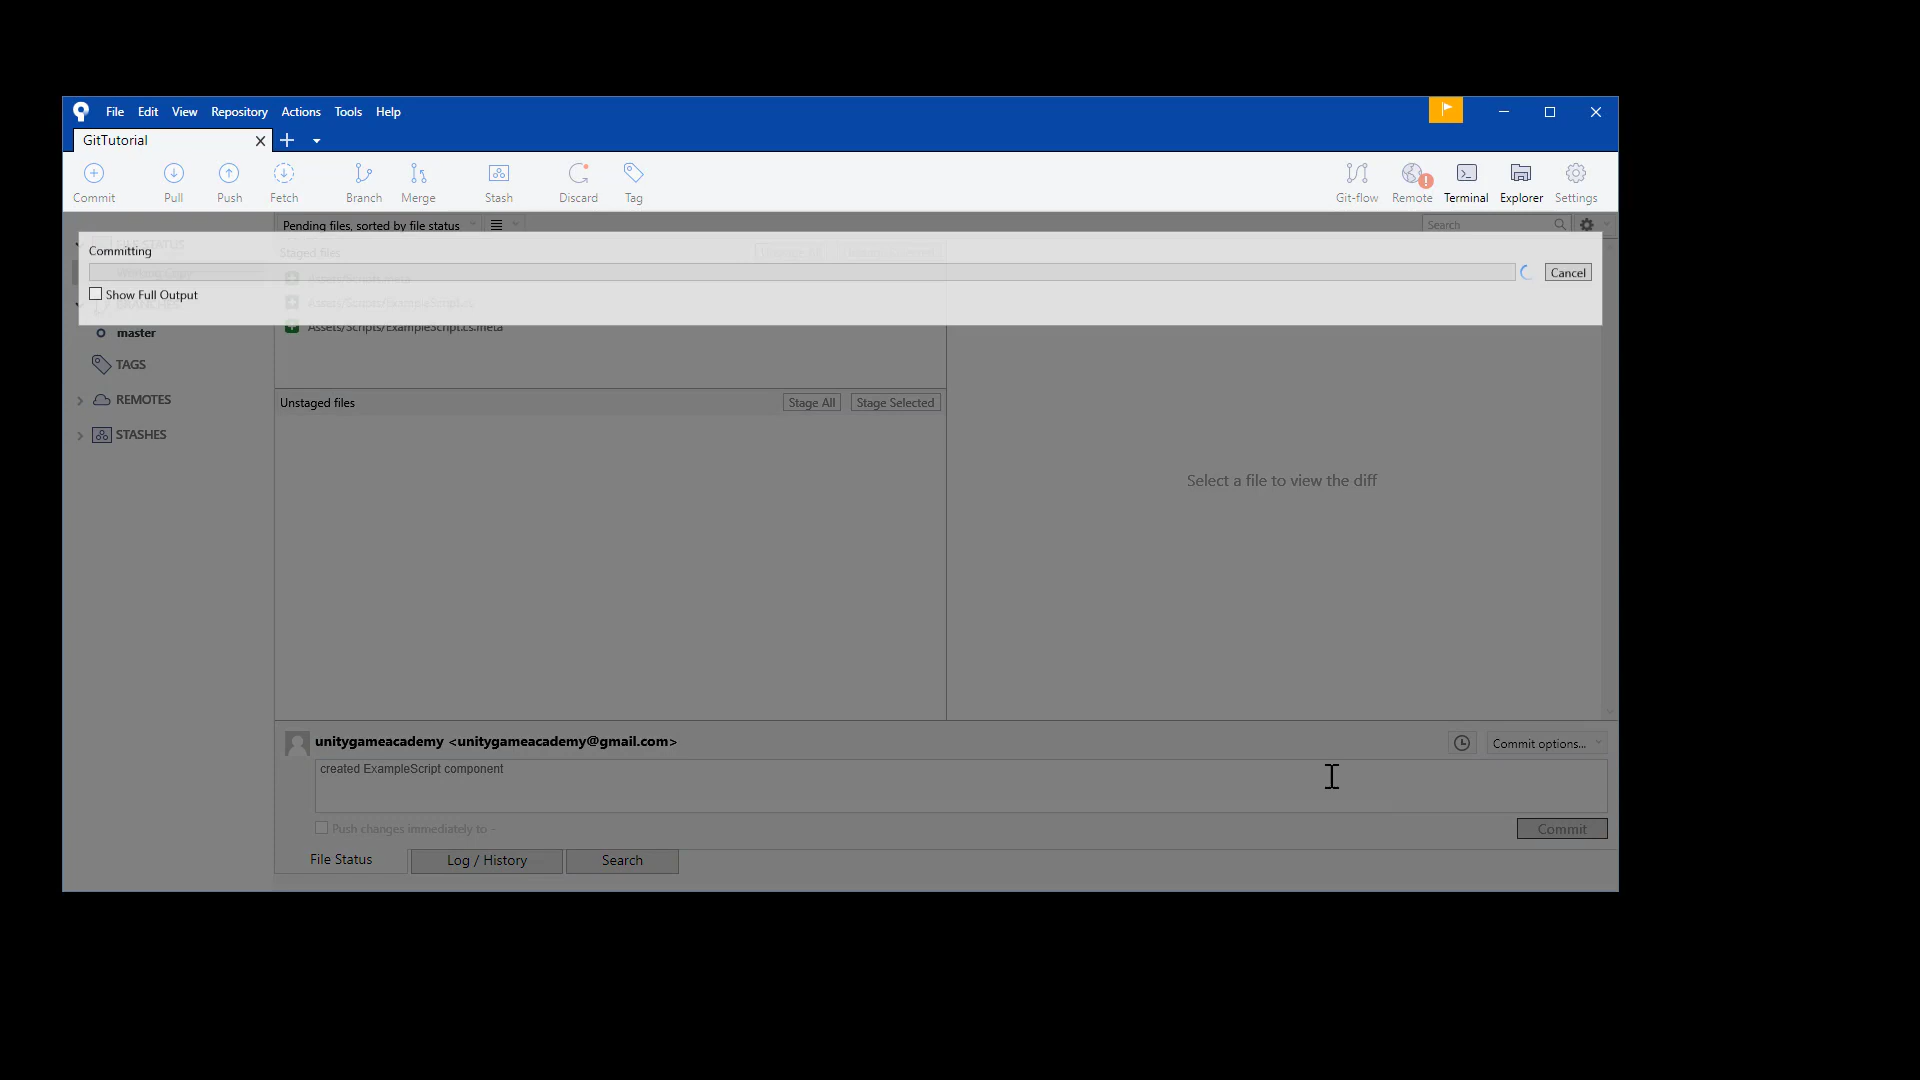 File Edit View Repository Actions Tools Help
GitTutorial
Commit Pull Push Fetch Branch Merge Stash Discard Tag Git-flow Remote Terminal Explorer Settings
Pending files, sorted by file status Search
Committing
Staged files
Cancel
Show Full Output
Assets/Scripts/ExampleScript.cs.meta
master
TAGS
REMOTES
STASHES
Unstaged files Stage All Stage Selected
Select a file to view the diff
unitygameacademy <unitygameacademy@gmail.com> Commit options...
created ExampleScript component
Push changes immediately to -
Commit
File Status Log / History Search